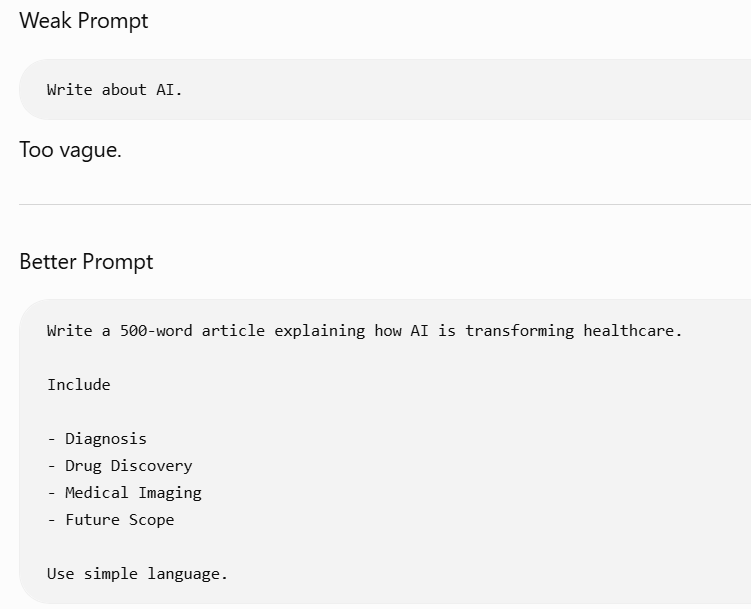 Weak Prompt
Write about AI.
Too vague.
Better Prompt
Write a 500-word article explaining how AI is transforming healthcare.
Include
- Diagnosis
- Drug Discovery
- Medical Imaging
- Future Scope
Use simple language.